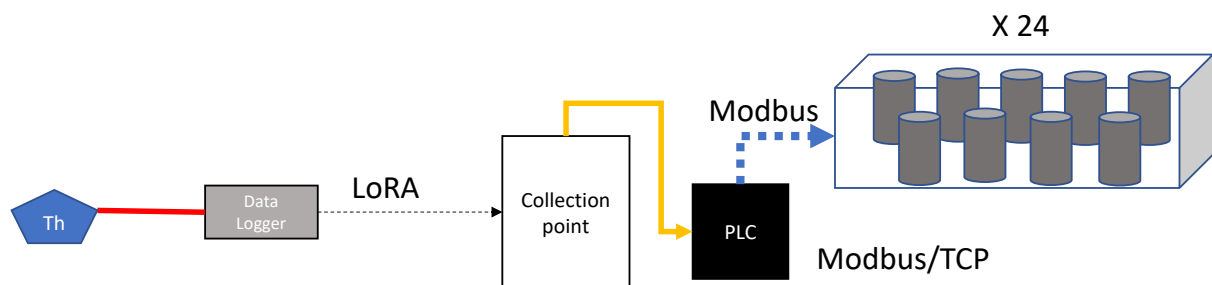 X 24
Modbus
LoRA
Th
Data
Logger
Collection
point
PLC
Modbus/TCP